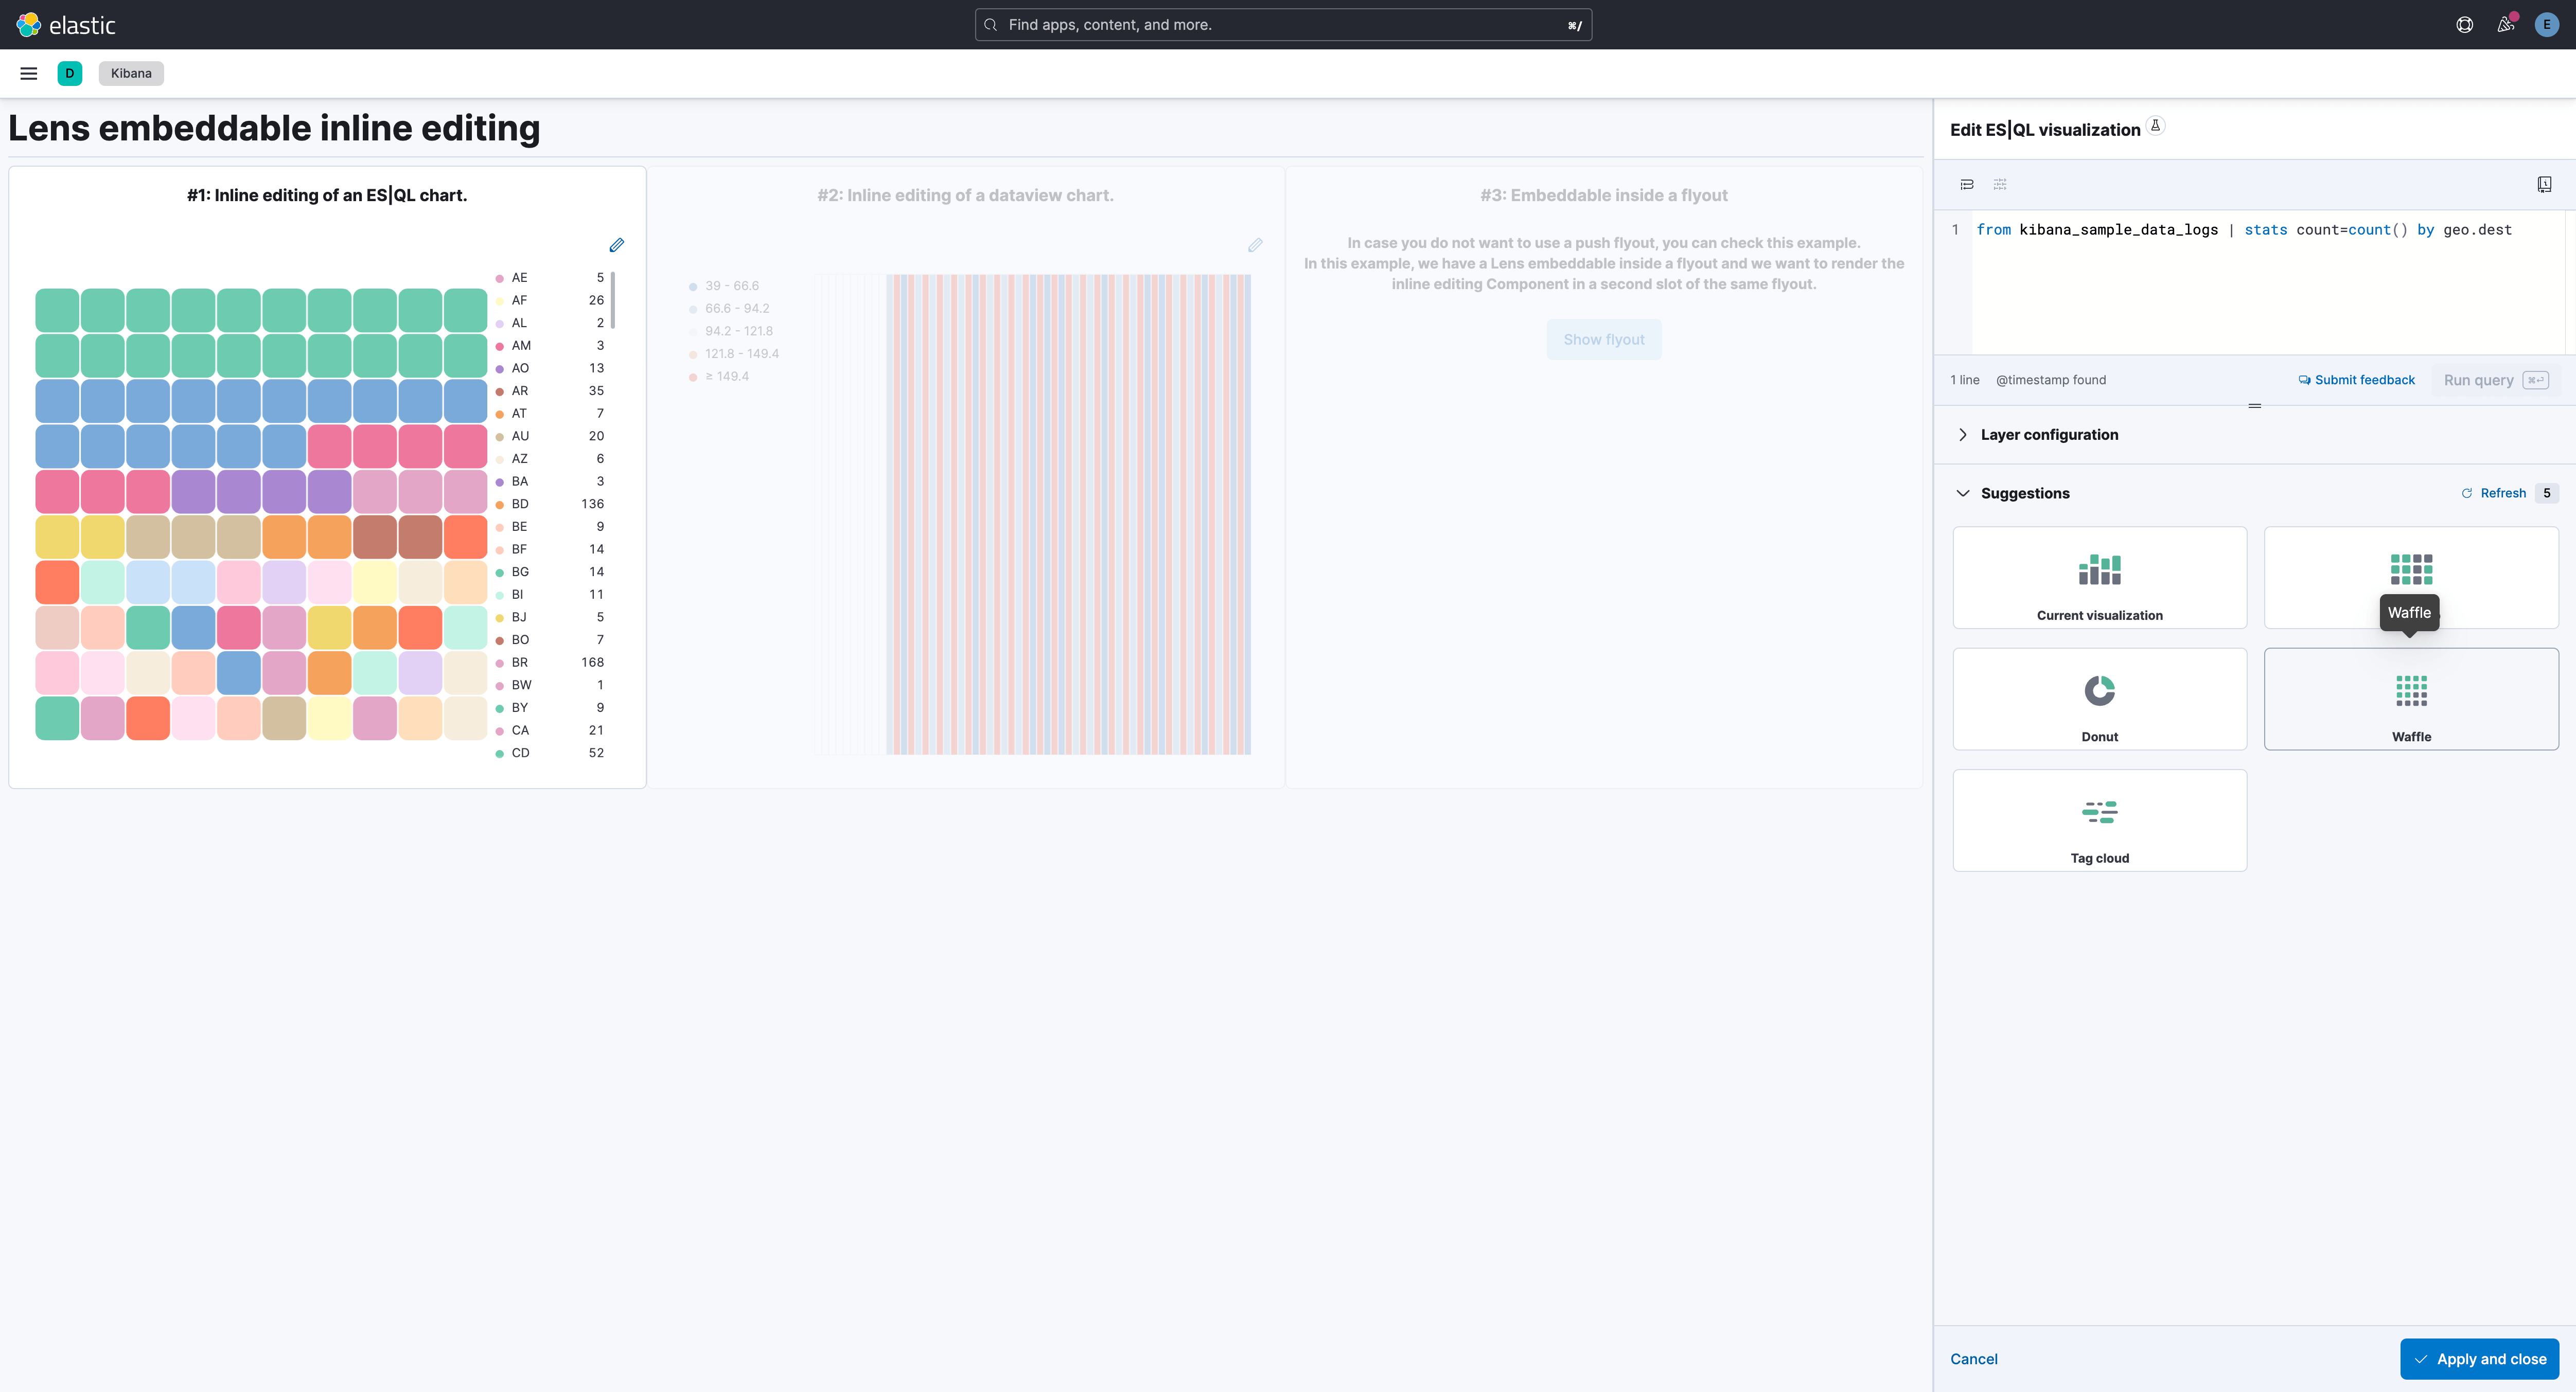 elastic
Find apps, content, and more.
⌘/
E
D
Kibana
Lens embeddable inline editing
#1: Inline editing of an ES|QL chart.
AE 5
AF 26
AL 2
AM 3
AO 13
AR 35
AT 7
AU 20
AZ 6
BA 3
BD 136
BE 9
BF 14
BG 14
BI 11
BJ 5
BO 7
BR 168
BW 1
BY 9
CA 21
CD 52
#2: Inline editing of a dataview chart.
39 - 66.6
66.6 - 94.2
94.2 - 121.8
121.8 - 149.4
≥ 149.4
#3: Embeddable inside a flyout
In case you do not want to use a push flyout, you can check this example.
In this example, we have a Lens embeddable inside a flyout and we want to render the
inline editing Component in a second slot of the same flyout.
Show flyout
Edit ES|QL visualization
1 from kibana_sample_data_logs | stats count=count() by geo.dest
1 line @timestamp found Submit feedback Run query ⌘↩
Layer configuration
Suggestions Refresh 5
Current visualization
Waffle
Donut
Waffle
Tag cloud
Cancel
Apply and close